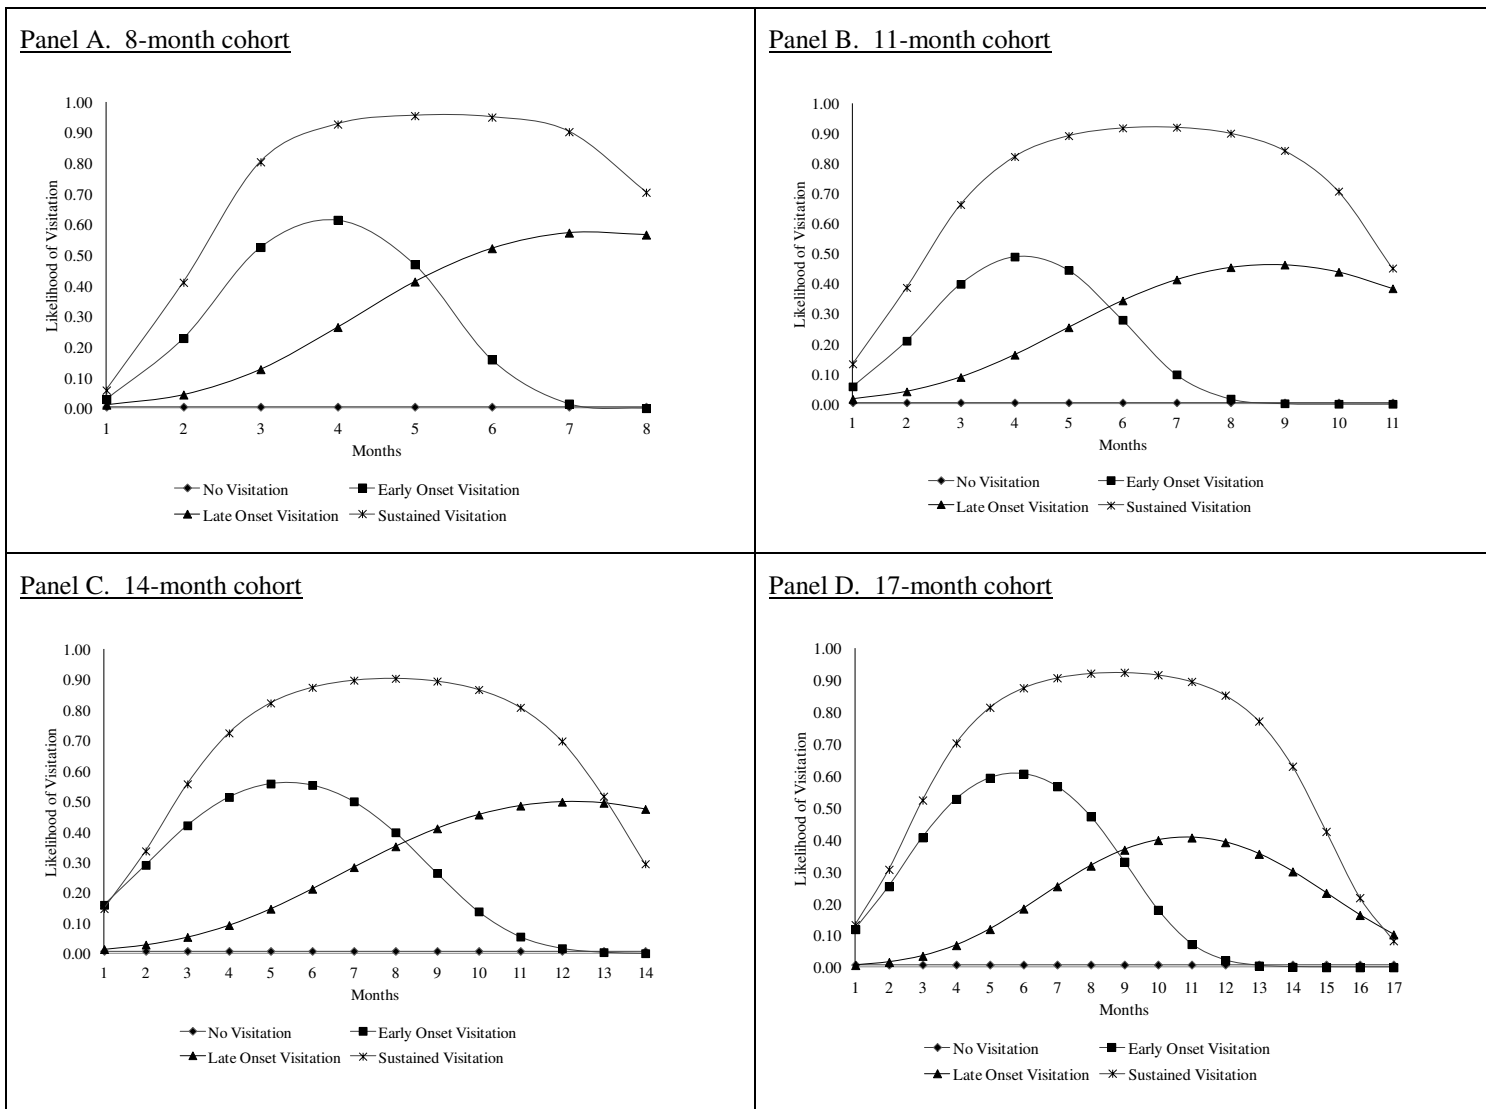 Panel A.  8-month cohort
1.00
0.90
0.80
0.70
0.60
0.50
0.40
0.30
0.20
0.10
0.00
Likelihood of Visitation
1 2 3 4 5 6 7 8
Months
No Visitation Early Onset Visitation
Late Onset Visitation Sustained Visitation
Panel B.  11-month cohort
1.00
0.90
0.80
0.70
0.60
0.50
0.40
0.30
0.20
0.10
0.00
Likelihood of Visitation
1 2 3 4 5 6 7 8 9 10 11
Months
No Visitation Early Onset Visitation
Late Onset Visitation Sustained Visitation
Panel C.  14-month cohort
1.00
0.90
0.80
0.70
0.60
0.50
0.40
0.30
0.20
0.10
0.00
Likelihood of Visitation
1 2 3 4 5 6 7 8 9 10 11 12 13 14
Months
No Visitation Early Onset Visitation
Late Onset Visitation Sustained Visitation
Panel D.  17-month cohort
1.00
0.90
0.80
0.70
0.60
0.50
0.40
0.30
0.20
0.10
0.00
Likelihood of Visitation
1 2 3 4 5 6 7 8 9 10 11 12 13 14 15 16 17
Months
No Visitation Early Onset Visitation
Late Onset Visitation Sustained Visitation